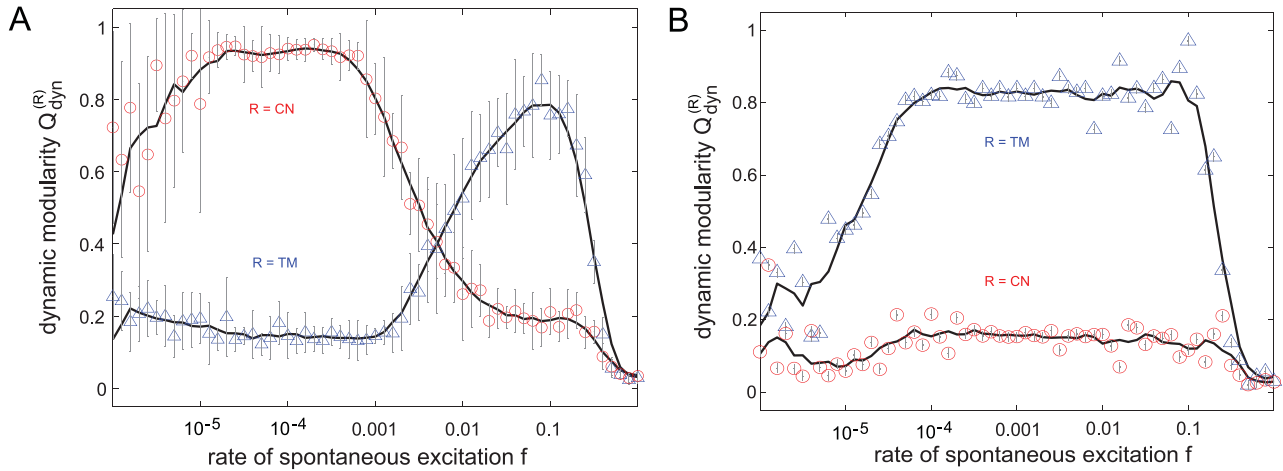 A
dynamic modularity Q_dyn^(R)
1
0.8
0.6
0.4
0.2
0
R = CN
R = TM
10^-5
10^-4
0.001
0.01
0.1
rate of spontaneous excitation f
B
dynamic modularity Q_dyn^(R)
1
0.8
0.6
0.4
0.2
0
R = TM
R = CN
10^-5
10^-4
0.001
0.01
0.1
rate of spontaneous excitation f